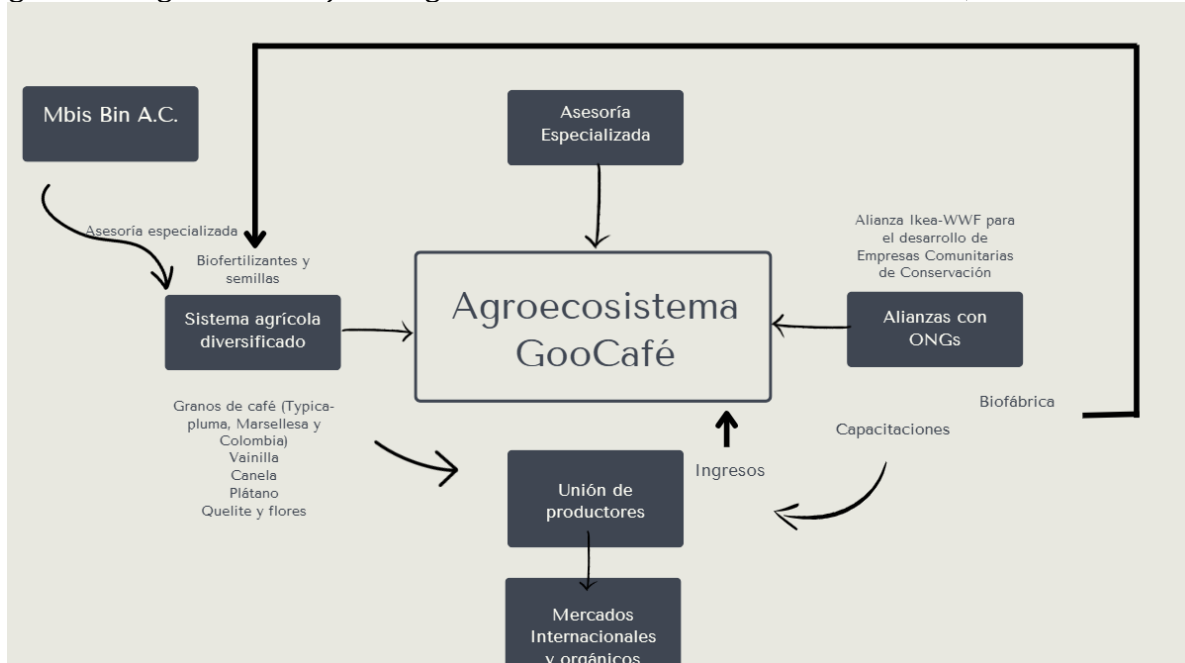 Mbis Bin A.C.
Asesoría
Especializada
Asesoría especializada
Biofertilizantes y
semillas
Alianza Ikea-WWF para
el desarrollo de
Empresas Comunitarias
de Conservación
Sistema agrícola
diversificado
Agroecosistema
GooCafé
Alianzas con
ONGs
Granos de café (Typica-
pluma, Marsellesa y
Colombia)
Vainilla
Canela
Plátano
Quelite y flores
Biofábrica
Capacitaciones
Ingresos
Unión de
productores
Mercados
Internacionales
y orgánicos